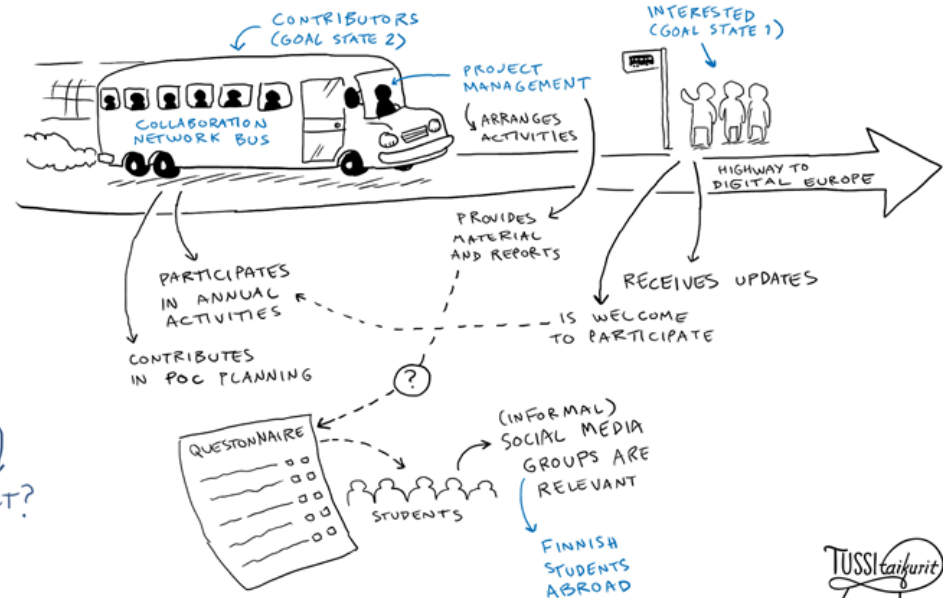 CONTRIBUTORS
(GOAL STATE 2)
INTERESTED
(GOAL STATE 1)
PROJECT
MANAGEMENT
COLLABORATION
NETWORK BUS
ARRANGES
ACTIVITIES
HIGHWAY TO
DIGITAL EUROPE
PROVIDES
MATERIAL
AND REPORTS
PARTICIPATES
IN ANNUAL
ACTIVITIES
RECEIVES UPDATES
IS WELCOME
TO PARTICIPATE
CONTRIBUTES
IN POC PLANNING
?
QUESTONNAIRE
(INFORMAL)
SOCIAL MEDIA
GROUPS ARE
RELEVANT
STUDENTS
FINNISH
STUDENTS
ABROAD
TUSSItaikurit